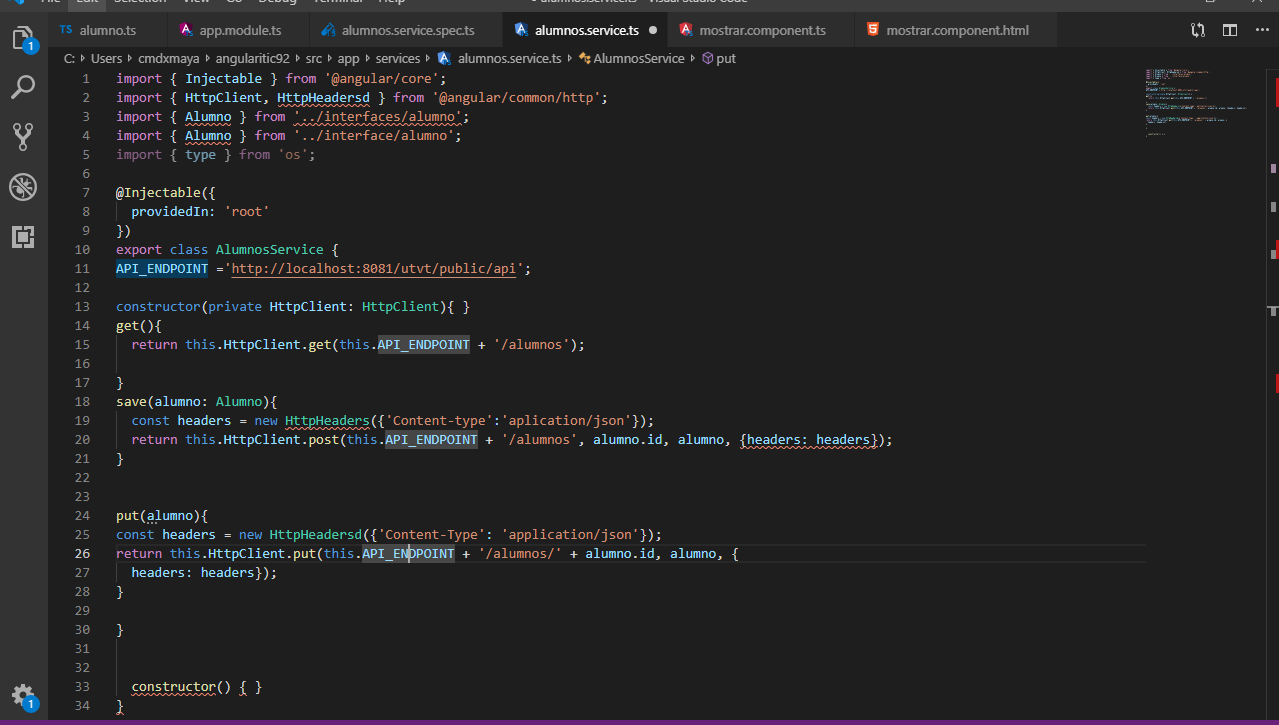 File Edit Selection View Go Debug Terminal Help alumnos.service.ts - Visual Studio Code
TS alumno.ts app.module.ts alumnos.service.spec.ts alumnos.service.ts mostrar.component.ts mostrar.component.html
1
C: › Users › cmdxmaya › angularitic92 › src › app › services › alumnos.service.ts › AlumnosService › put
1 import { Injectable } from '@angular/core';
2 import { HttpClient, HttpHeadersd } from '@angular/common/http';
3 import { Alumno } from '../interfaces/alumno';
4 import { Alumno } from '../interface/alumno';
5 import { type } from 'os';
6
7 @Injectable({
8 providedIn: 'root'
9 })
10 export class AlumnosService {
11 API_ENDPOINT ='http://localhost:8081/utvt/public/api';
12
13 constructor(private HttpClient: HttpClient){ }
14 get(){
15 return this.HttpClient.get(this.API_ENDPOINT + '/alumnos');
16
17 }
18 save(alumno: Alumno){
19 const headers = new HttpHeaders({'Content-type':'aplication/json'});
20 return this.HttpClient.post(this.API_ENDPOINT + '/alumnos', alumno.id, alumno, {headers: headers});
21 }
22
23
24 put(alumno){
25 const headers = new HttpHeadersd({'Content-Type': 'application/json'});
26 return this.HttpClient.put(this.API_ENDPOINT + '/alumnos/' + alumno.id, alumno, {
27 headers: headers});
28 }
29
30 }
31
32
33 constructor() { }
34 }
1